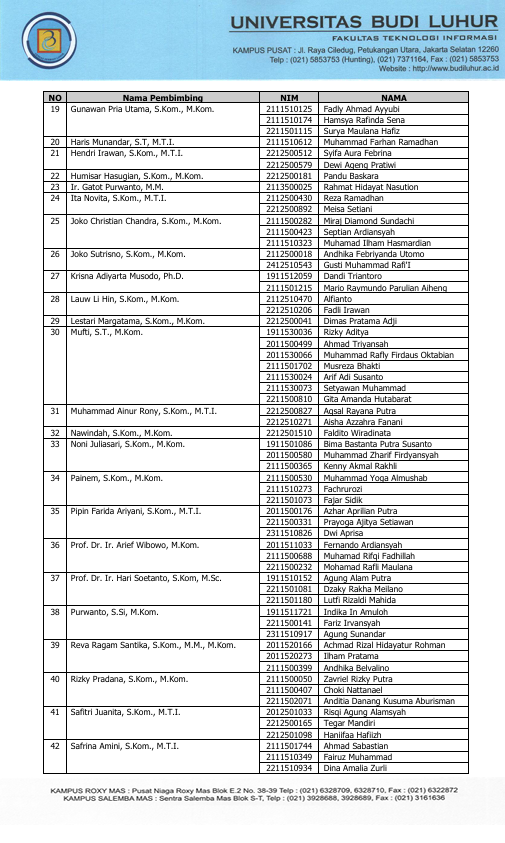 UNIVERSITAS BUDI LUHUR
FAKULTAS TEKNOLOGI INFORMASI
KAMPUS PUSAT : Jl. Raya Ciledug, Petukangan Utara, Jakarta Selatan 12260
Telp : (021) 5853753 (Hunting), (021) 7371164, Fax : (021) 5853753
Website : http://www.budiluhur.ac.id
NO Nama Pembimbing NIM NAMA
19 Gunawan Pria Utama, S.Kom., M.Kom. 2111510125 Fadly Ahmad Ayyubi
2111510174 Hamsya Rafinda Sena
2211501115 Surya Maulana Hafiz
20 Haris Munandar, S.T, M.T.I. 2111510612 Muhammad Farhan Ramadhan
21 Hendri Irawan, S.Kom., M.T.I. 2112500512 Syifa Aura Febrina
2212500579 Dewi Ageng Pratiwi
22 Humisar Hasugian, S.Kom., M.Kom. 2212500181 Pandu Baskara
23 Ir. Gatot Purwanto, M.M. 2113500025 Rahmat Hidayat Nasution
24 Ita Novita, S.Kom., M.T.I. 2112500430 Reza Ramadhan
2112500892 Meisa Setiani
25 Joko Christian Chandra, S.Kom., M.Kom. 2111500282 Miraj Diamond Sundachi
2111500423 Septian Ardiansyah
2111510323 Muhamad Ilham Hasmardian
26 Joko Sutrisno, S.Kom., M.Kom. 2112500018 Andhika Febriyanda Utomo
2412510543 Gusti Muhammad Rafi'I
27 Krisna Adiyarta Musodo, Ph.D. 1911512059 Dandi Triantoro
2111501215 Mario Raymundo Parulian Aiheng
28 Lauw Li Hin, S.Kom., M.Kom. 2112510470 Alfianto
2212510206 Fadli Irawan
29 Lestari Margatama, S.Kom., M.Kom. 2212500041 Dimas Pratama Adji
30 Mufti, S.T., M.Kom. 1911530036 Rizky Aditya
2011500499 Ahmad Triyansah
2011530066 Muhammad Rafly Firdaus Oktabian
2111501702 Musreza Bhakti
2111530024 Arif Adi Susanto
2111530073 Setyawan Muhammad
2211500810 Gita Amanda Hutabarat
31 Muhammad Ainur Rony, S.Kom., M.T.I. 2212500827 Aqsal Rayana Putra
2212510271 Aisha Azzahra Fanani
32 Nawindah, S.Kom., M.Kom. 2212501510 Faldito Wiradinata
33 Noni Juliasari, S.Kom., M.Kom. 1911501086 Bima Bastanta Putra Susanto
2011500580 Muhammad Zharif Firdyansyah
2111500365 Kenny Akmal Rakhli
34 Painem, S.Kom., M.Kom. 2111500530 Muhammad Yoga Almushab
2111510273 Fachrurozi
2211501073 Fajar Sidik
35 Pipin Farida Ariyani, S.Kom., M.T.I. 2011500176 Azhar Aprilian Putra
2211500331 Prayoga Ajitya Setiawan
2311510826 Dwi Aprisa
36 Prof. Dr. Ir. Arief Wibowo, M.Kom. 2011511033 Fernando Ardiansyah
2111500688 Muhamad Rifqi Fadhillah
2211500232 Mohamad Rafli Maulana
37 Prof. Dr. Ir. Hari Soetanto, S.Kom, M.Sc. 1911510152 Agung Alam Putra
2211501081 Dzaky Rakha Meilano
2211501180 Lutfi Rizaldi Mahida
38 Purwanto, S.Si, M.Kom. 1911511721 Indika In Amuloh
2211500141 Fariz Irvansyah
2311510917 Agung Sunandar
39 Reva Ragam Santika, S.Kom., M.M., M.Kom. 2011520166 Achmad Rizal Hidayatur Rohman
2011520273 Ilham Pratama
2111500399 Andhika Belvalino
40 Rizky Pradana, S.Kom., M.Kom. 2111500050 Zavriel Rizky Putra
2111500407 Choki Nattanael
2211502071 Anditia Danang Kusuma Aburisman
41 Safitri Juanita, S.Kom., M.T.I. 2012501033 Risqi Agung Alamsyah
2212500165 Tegar Mandiri
2212501098 Haniifaa Hafiizh
42 Safrina Amini, S.Kom., M.T.I. 2111501744 Ahmad Sabastian
2111510349 Fairuz Muhammad
2211510934 Dina Amalia Zurli
KAMPUS ROXY MAS : Pusat Niaga Roxy Mas Blok E.2 No. 38-39 Telp : (021) 6328709, 6328710, Fax : (021) 6322872
KAMPUS SALEMBA MAS : Sentra Salemba Mas Blok S-T, Telp : (021) 3928688, 3928689, Fax : (021) 3161636